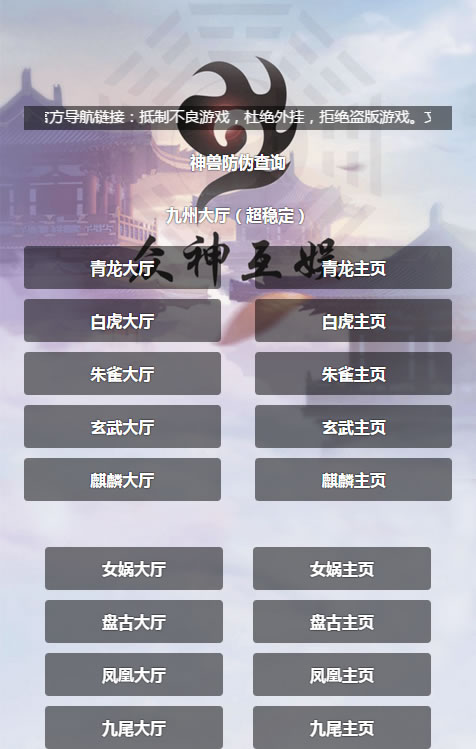 官方导航链接：抵制不良游戏，杜绝外挂，拒绝盗版游戏。
神兽防伪查询
九州大厅（超稳定）
众神互娱
青龙大厅 青龙主页
白虎大厅 白虎主页
朱雀大厅 朱雀主页
玄武大厅 玄武主页
麒麟大厅 麒麟主页
女娲大厅 女娲主页
盘古大厅 盘古主页
凤凰大厅 凤凰主页
九尾大厅 九尾主页